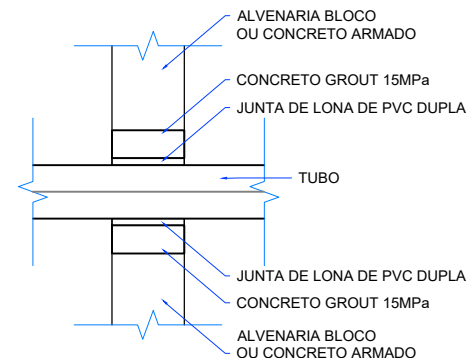 ALVENARIA BLOCO
OU CONCRETO ARMADO
CONCRETO GROUT 15MPa
JUNTA DE LONA DE PVC DUPLA
TUBO
JUNTA DE LONA DE PVC DUPLA
CONCRETO GROUT 15MPa
ALVENARIA BLOCO
OU CONCRETO ARMADO